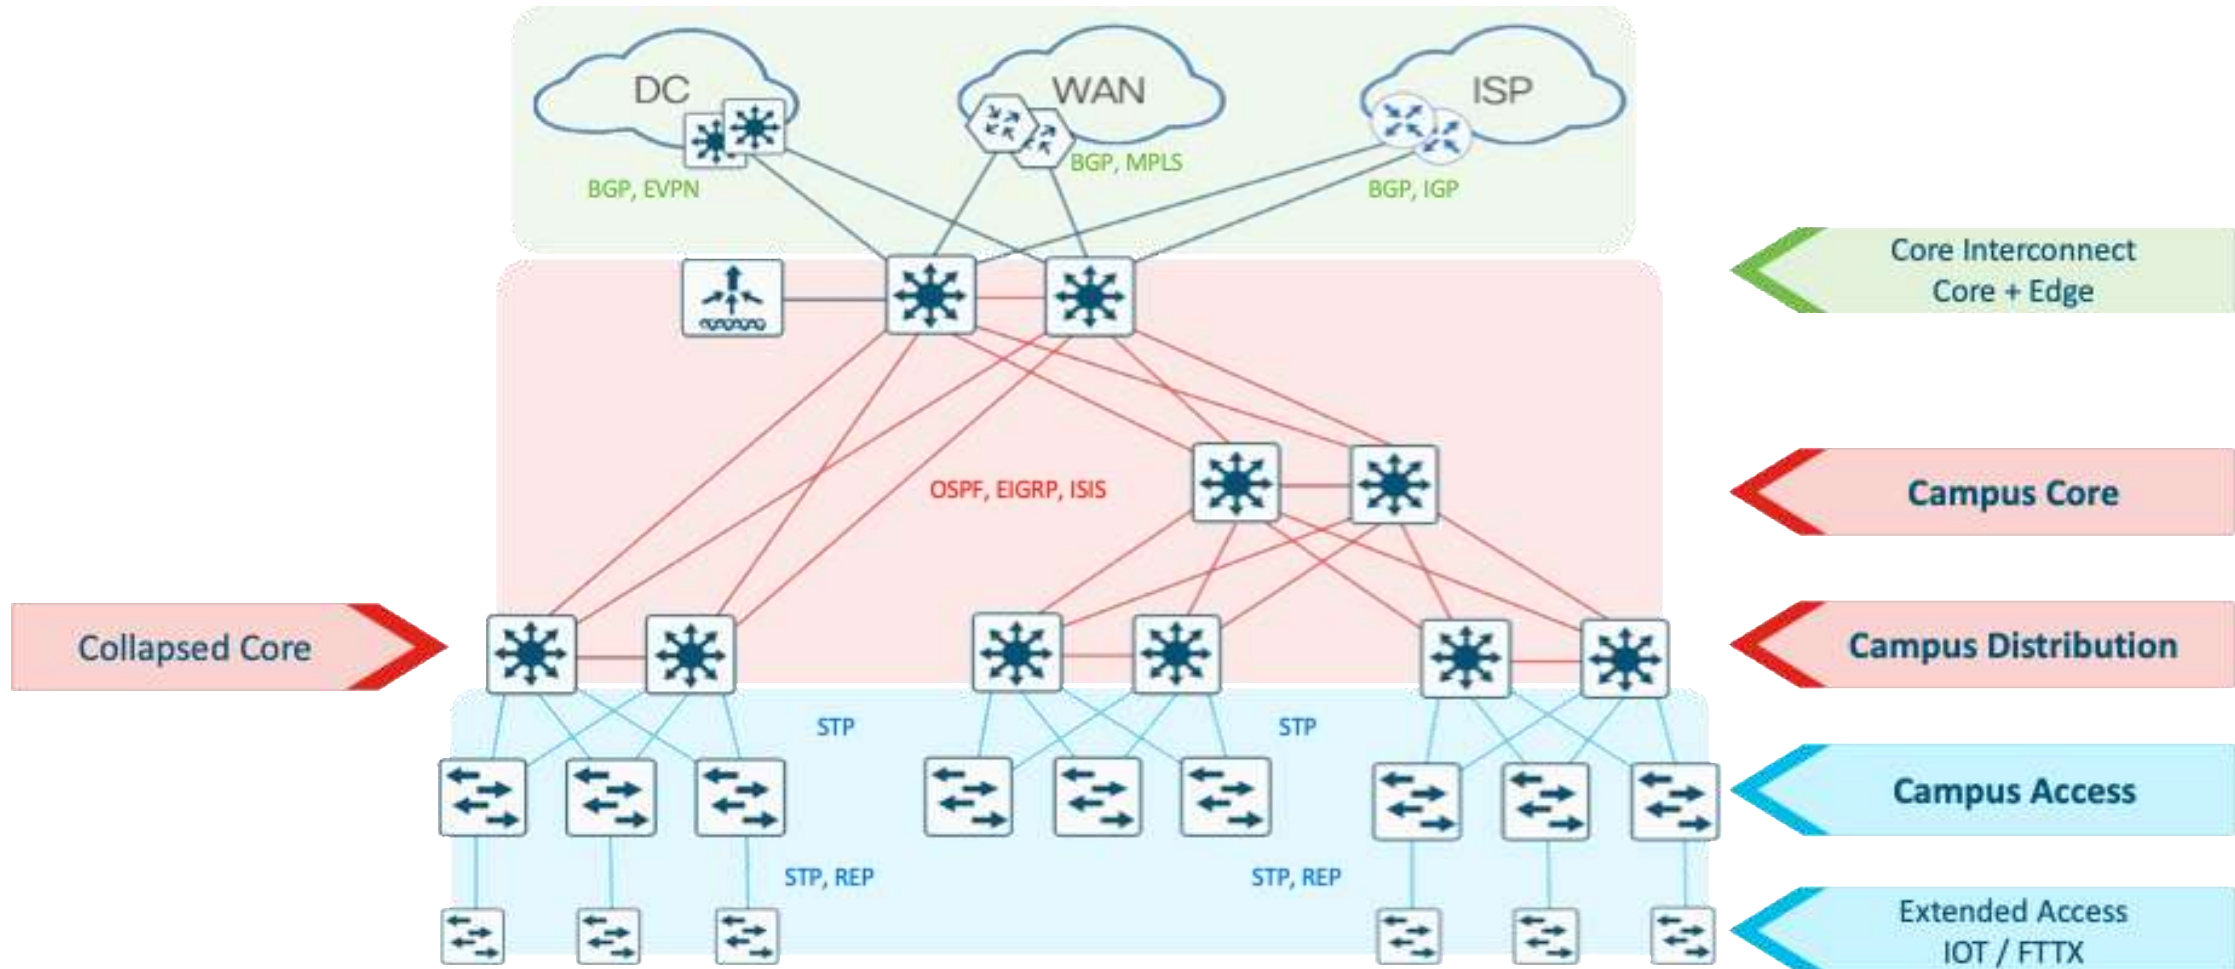 DC
WAN
ISP
BGP, MPLS
BGP, EVPN
BGP, IGP
Core Interconnect
Core + Edge
OSPF, EIGRP, ISIS
Campus Core
Collapsed Core
Campus Distribution
STP
STP
Campus Access
STP, REP
STP, REP
Extended Access
IOT / FTTX